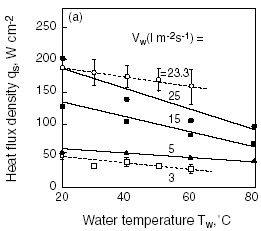 (a)
250
200
150
100
50
0
Heat flux density qs, W cm-2
Vw(l m-2s-1) =
=23.3
25
15
5
3
20 40 60 80
Water temperature Tw,°C